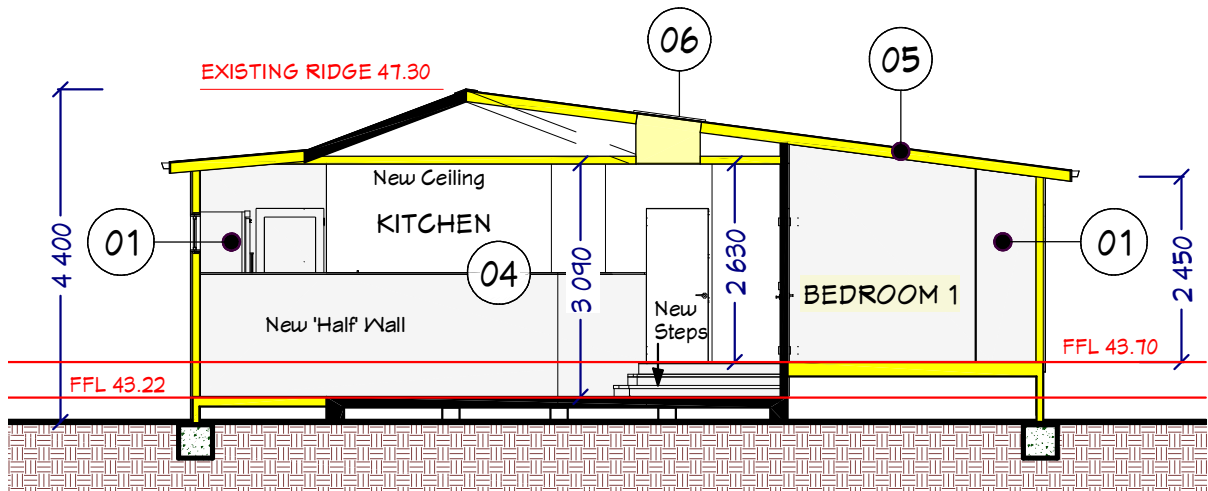 06
05
EXISTING RIDGE 47.30
New Ceiling
KITCHEN
01
04
01
4 400
3 090
2 630
2 450
BEDROOM 1
New 'Half' Wall
New
Steps
FFL 43.70
FFL 43.22